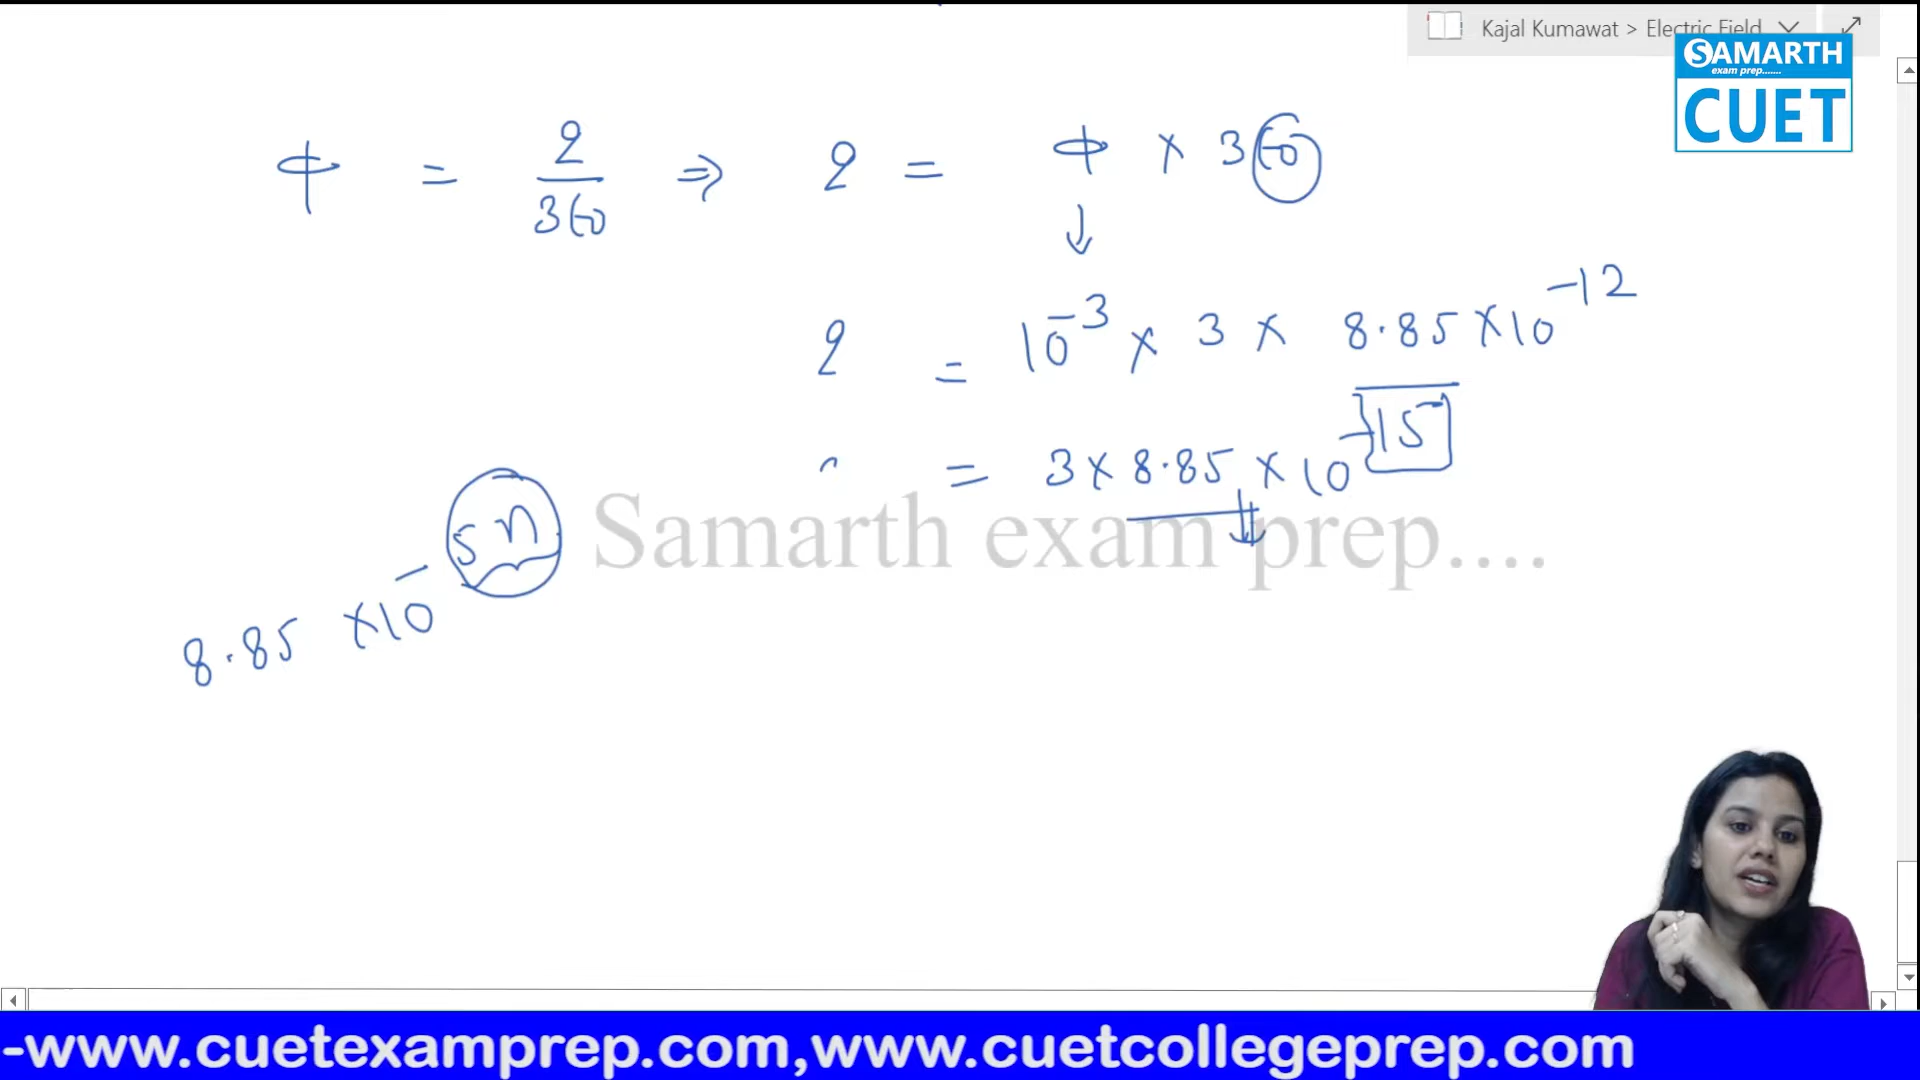 Kajal Kumawat > Electric Field
SAMARTH
exam prep.......
CUET
ϕ = q/3ϵ₀ ⇒ q = ϕ × 3ϵ₀
q = 10⁻³ × 3 × 8.85 × 10⁻¹²
= 3 × 8.85 × 10⁻¹⁵
8.85 × 10⁻⁵ⁿ
Samarth exam prep....
-www.cuetexamprep.com,www.cuetcollegeprep.com